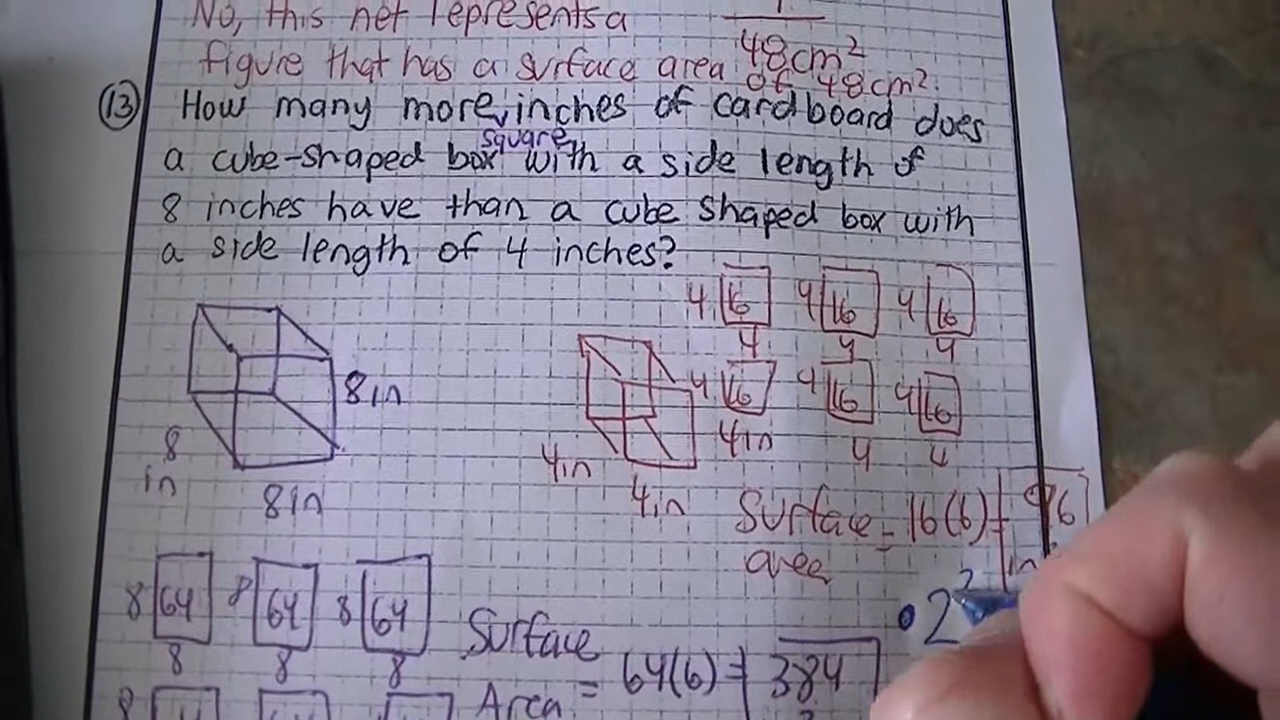 No, this net represents a
48cm²
figure that has a surface area of 48cm².
13 How many more inches of cardboard does
square
a cube-shaped box with a side length of
8 inches have than a cube shaped box with
a side length of 4 inches?
4 16 4 16 4 16
4 4 4
4 16 4 16 4 16
4in 4 4
8in
8 in
8in
4in
4in
Surface area = 16(6) = 96 in
• 2²
8 64 8 64 8 64
8 8 8
Surface Area = 64(6) = 384
8